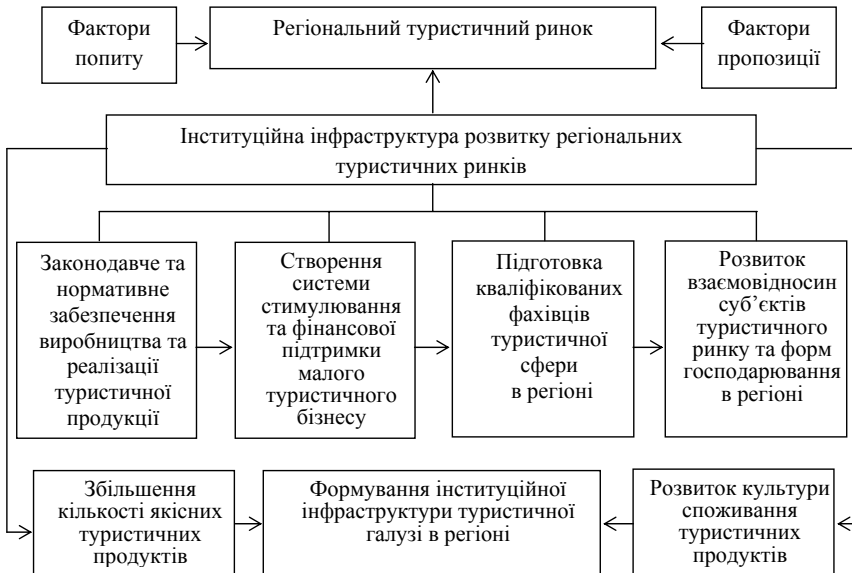 Фактори
попиту
Регіональний туристичний ринок
Фактори
пропозиції
Інституційна інфраструктура розвитку регіональних
туристичних ринків
Законодавче та
нормативне
забезпечення
виробництва та
реалізації
туристичної
продукції
Створення
системи
стимулювання
та фінансової
підтримки
малого
туристичного
бізнесу
Підготовка
кваліфікованих
фахівців
туристичної
сфери
в регіоні
Розвиток
взаємовідносин
суб’єктів
туристичного
ринку та форм
господарювання
в регіоні
Збільшення
кількості якісних
туристичних
продуктів
Формування інституційної
інфраструктури туристичної
галузі в регіоні
Розвиток культури
споживання
туристичних
продуктів